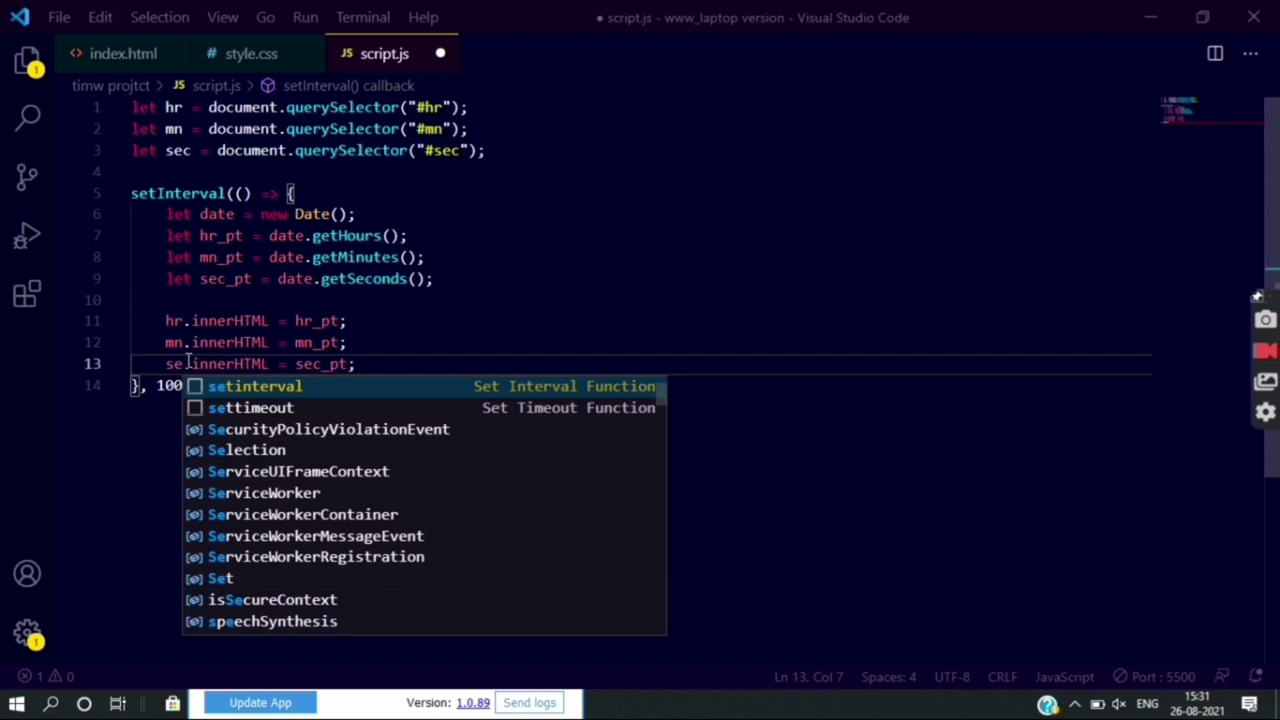 File Edit Selection View Go Run Terminal Help ● script.js - www_laptop version - Visual Studio Code
<> index.html # style.css JS script.js ●
timw projtct > JS script.js > setInterval() callback
1 let hr = document.querySelector("#hr");
2 let mn = document.querySelector("#mn");
3 let sec = document.querySelector("#sec");
4
5 setInterval(() => {
6 let date = new Date();
7 let hr_pt = date.getHours();
8 let mn_pt = date.getMinutes();
9 let sec_pt = date.getSeconds();
10
11 hr.innerHTML = hr_pt;
12 mn.innerHTML = mn_pt;
13 se.innerHTML = sec_pt;
14 }, 100
setinterval Set Interval Function
settimeout Set Timeout Function
SecurityPolicyViolationEvent
Selection
ServiceUIFrameContext
ServiceWorker
ServiceWorkerContainer
ServiceWorkerMessageEvent
ServiceWorkerRegistration
Set
isSecureContext
speechSynthesis
1
1
1 0 Ln 13, Col 7 Spaces: 4 UTF-8 CRLF JavaScript Port : 5500
Update App Version: 1.0.89 Send logs ENG 15:31
26-08-2021